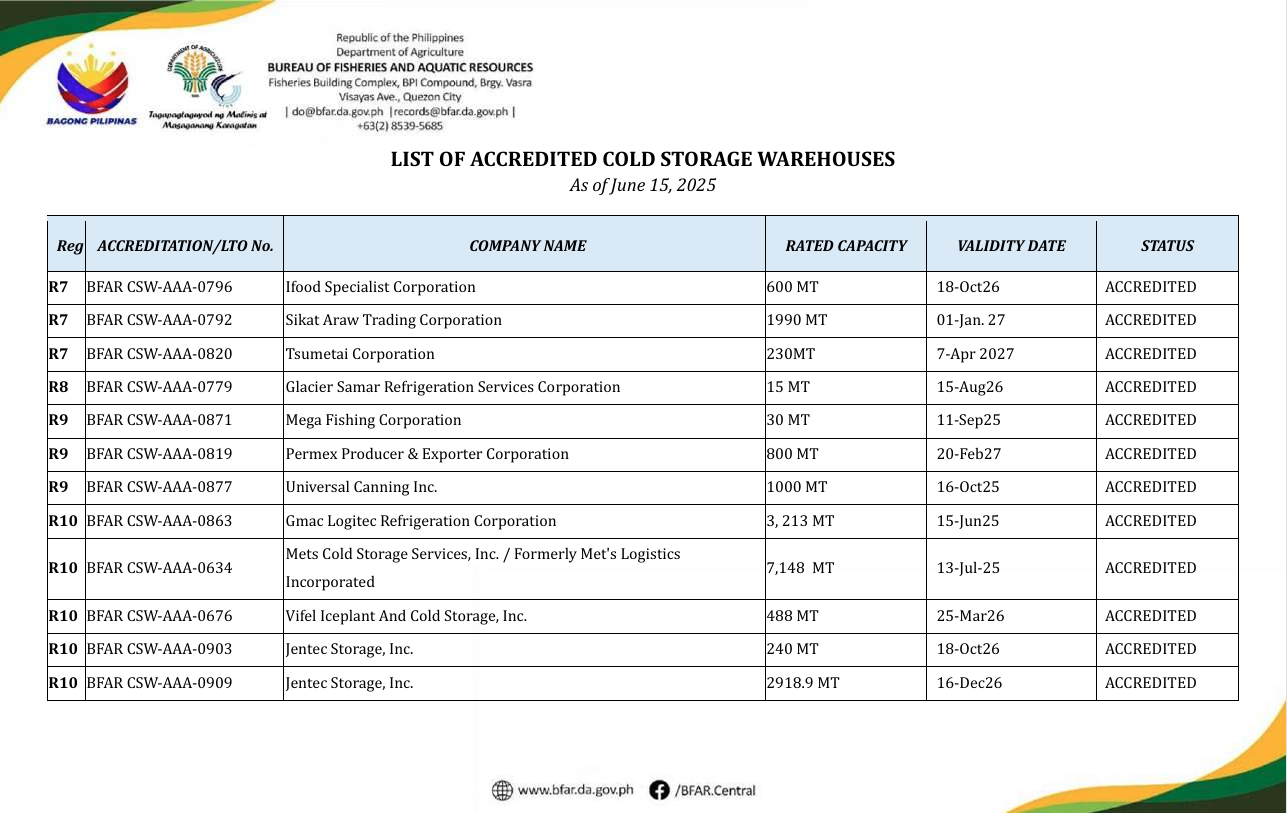 Republic of the Philippines
Department of Agriculture
BUREAU OF FISHERIES AND AQUATIC RESOURCES
Fisheries Building Complex, BPI Compound, Brgy. Vasra
Visayas Ave., Quezon City
| do@bfar.da.gov.ph |records@bfar.da.gov.ph |
+63(2) 8539-5685
BAGONG PILIPINAS
DEPARTMENT OF AGRICULTURE
Tagapagtaguyod ng Malinis at
Masaganang Karagatan
LIST OF ACCREDITED COLD STORAGE WAREHOUSES
As of June 15, 2025
Reg ACCREDITATION/LTO No. COMPANY NAME RATED CAPACITY VALIDITY DATE STATUS
R7 BFAR CSW-AAA-0796 Ifood Specialist Corporation 600 MT 18-Oct26 ACCREDITED
R7 BFAR CSW-AAA-0792 Sikat Araw Trading Corporation 1990 MT 01-Jan. 27 ACCREDITED
R7 BFAR CSW-AAA-0820 Tsumetai Corporation 230MT 7-Apr 2027 ACCREDITED
R8 BFAR CSW-AAA-0779 Glacier Samar Refrigeration Services Corporation 15 MT 15-Aug26 ACCREDITED
R9 BFAR CSW-AAA-0871 Mega Fishing Corporation 30 MT 11-Sep25 ACCREDITED
R9 BFAR CSW-AAA-0819 Permex Producer & Exporter Corporation 800 MT 20-Feb27 ACCREDITED
R9 BFAR CSW-AAA-0877 Universal Canning Inc. 1000 MT 16-Oct25 ACCREDITED
R10 BFAR CSW-AAA-0863 Gmac Logitec Refrigeration Corporation 3, 213 MT 15-Jun25 ACCREDITED
R10 BFAR CSW-AAA-0634 Mets Cold Storage Services, Inc. / Formerly Met's Logistics
Incorporated 7,148 MT 13-Jul-25 ACCREDITED
R10 BFAR CSW-AAA-0676 Vifel Iceplant And Cold Storage, Inc. 488 MT 25-Mar26 ACCREDITED
R10 BFAR CSW-AAA-0903 Jentec Storage, Inc. 240 MT 18-Oct26 ACCREDITED
R10 BFAR CSW-AAA-0909 Jentec Storage, Inc. 2918.9 MT 16-Dec26 ACCREDITED
www.bfar.da.gov.ph /BFAR.Central